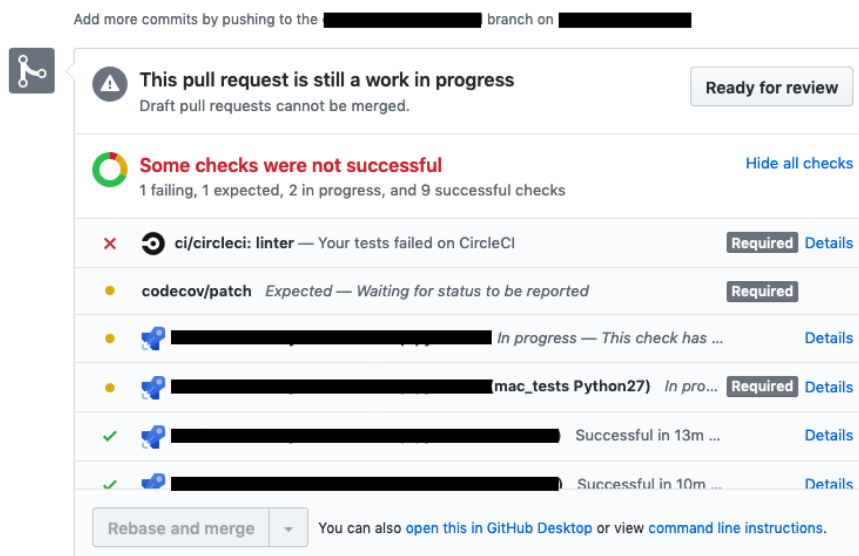 Add more commits by pushing to the branch on
This pull request is still a work in progress
Draft pull requests cannot be merged.
Ready for review
Some checks were not successful
1 failing, 1 expected, 2 in progress, and 9 successful checks
Hide all checks
ci/circleci: linter — Your tests failed on CircleCI Required Details
codecov/patch Expected — Waiting for status to be reported Required
In progress — This check has ... Details
(mac_tests Python27) In pro... Required Details
Successful in 13m ... Details
Successful in 10m ... Details
Rebase and merge You can also open this in GitHub Desktop or view command line instructions.